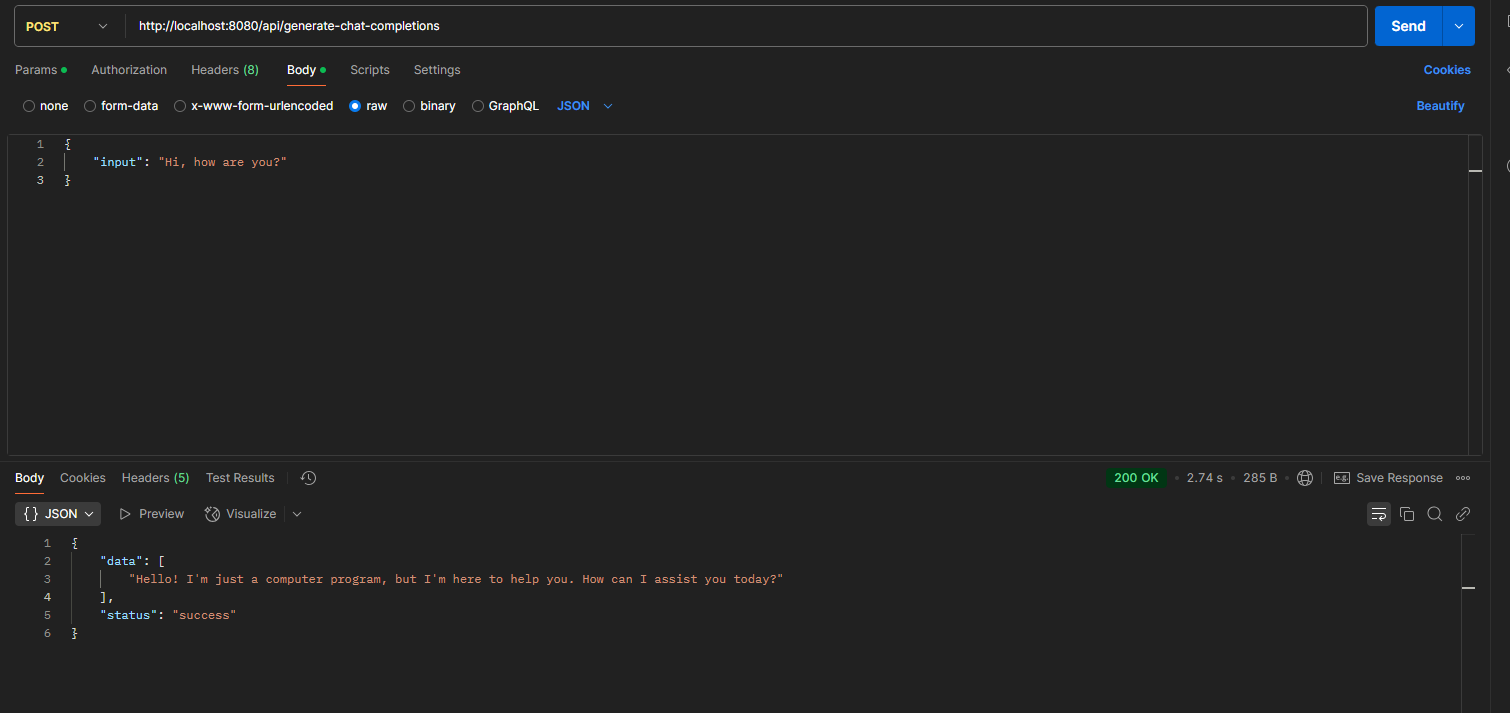 POST http://localhost:8080/api/generate-chat-completions Send
Params Authorization Headers (8) Body Scripts Settings Cookies
none form-data x-www-form-urlencoded raw binary GraphQL JSON Beautify
1 {
2 "input": "Hi, how are you?"
3 }
Body Cookies Headers (5) Test Results 200 OK 2.74 s 285 B e.g. Save Response
{} JSON Preview Visualize
1 {
2 "data": [
3 "Hello! I'm just a computer program, but I'm here to help you. How can I assist you today?"
4 ],
5 "status": "success"
6 }